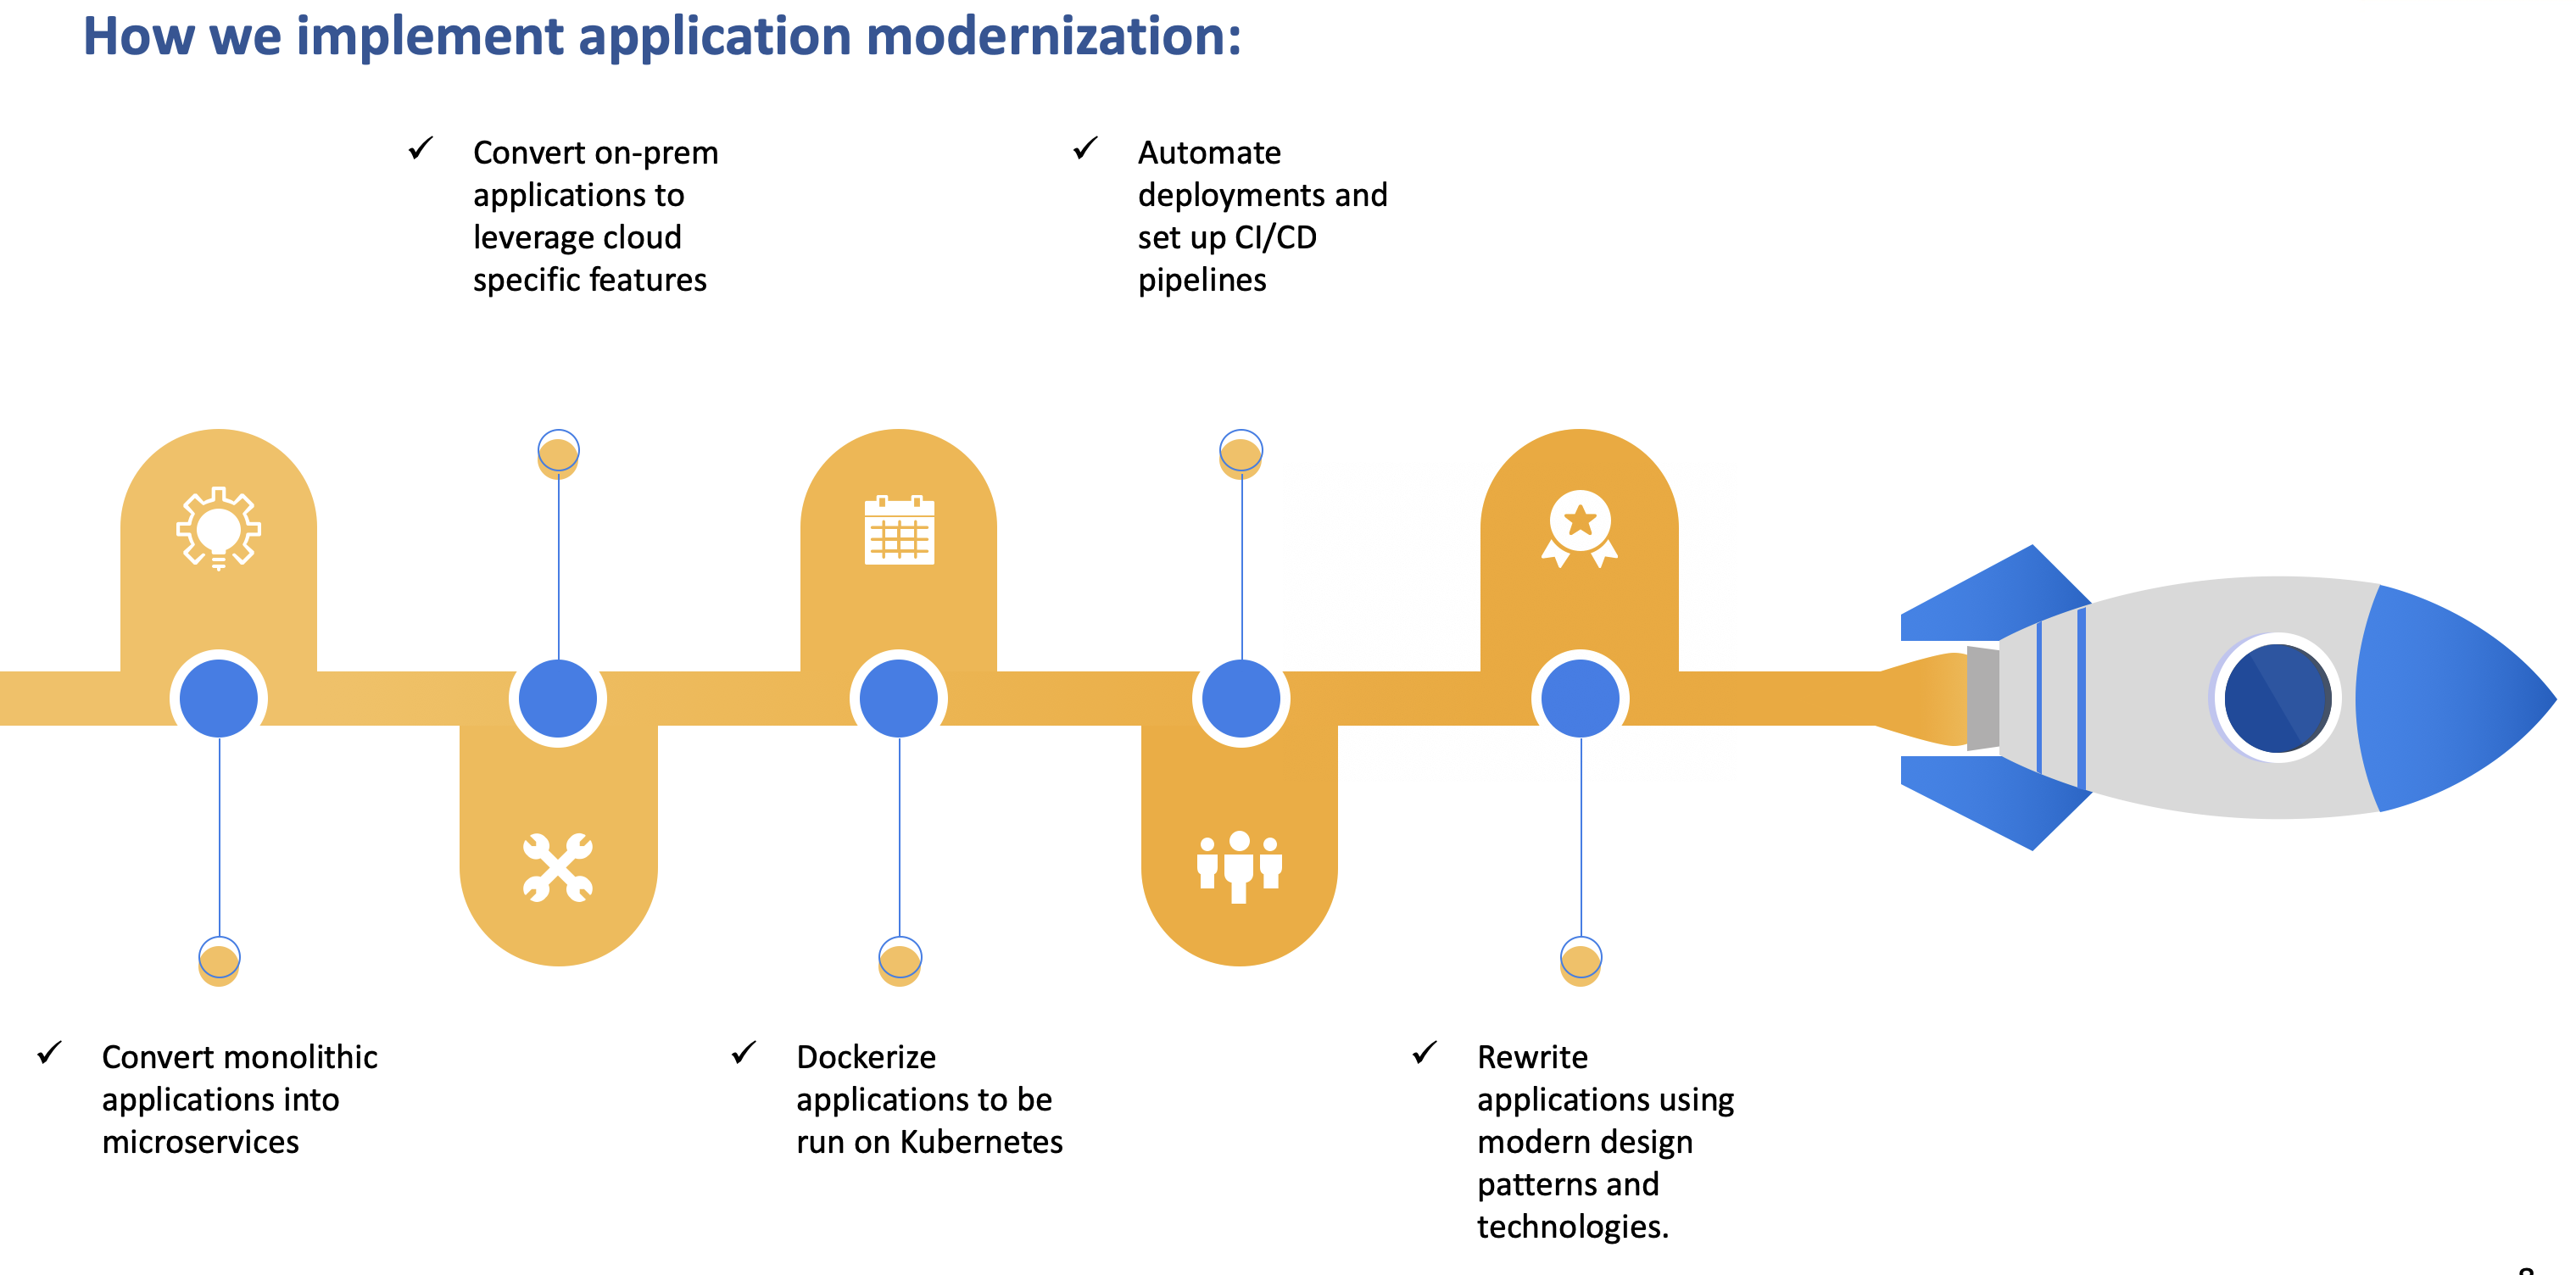 How we implement application modernization:
✓ Convert on-prem
applications to
leverage cloud
specific features
✓ Automate
deployments and
set up CI/CD
pipelines
✓ Convert monolithic
applications into
microservices
✓ Dockerize
applications to be
run on Kubernetes
✓ Rewrite
applications using
modern design
patterns and
technologies.